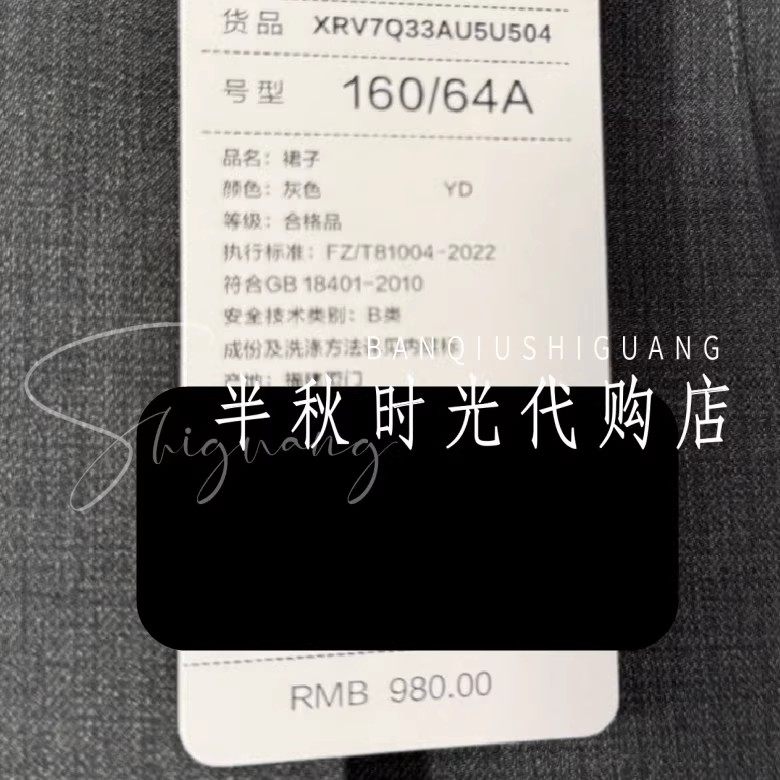 货品 XRV7Q33AU5U504
号型 160/64A
品名：裙子
颜色：灰色 YD
等级：合格品
执行标准：FZ/T81004-2022
符合GB 18401-2010
安全技术类别：B类
成份及洗涤方法
BANQIUSHIGUANG
产地：
半秋时光代购店
Shiguang
RMB 980.00